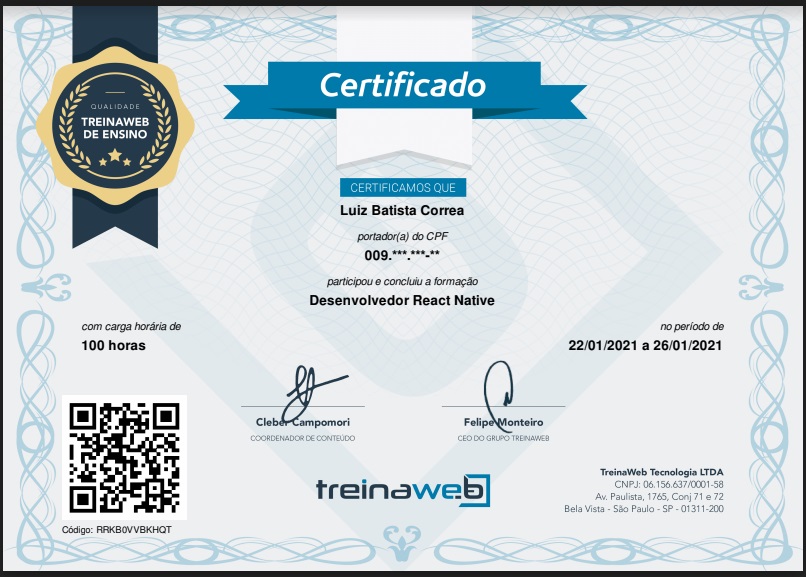 QUALIDADE
TREINAWEB
DE ENSINO
Certificado
CERTIFICAMOS QUE
Luiz Batista Correa
portador(a) do CPF
009.***.***-**
participou e concluiu a formação
Desenvolvedor React Native
com carga horária de
100 horas
no período de
22/01/2021 a 26/01/2021
Cleber Campomori
COORDENADOR DE CONTEÚDO
Felipe Monteiro
CEO DO GRUPO TREINAWEB
treinaweb
TreinaWeb Tecnologia LTDA
CNPJ: 06.156.637/0001-58
Av. Paulista, 1765, Conj 71 e 72
Bela Vista - São Paulo - SP - 01311-200
Código: RRKB0VVBKHQT